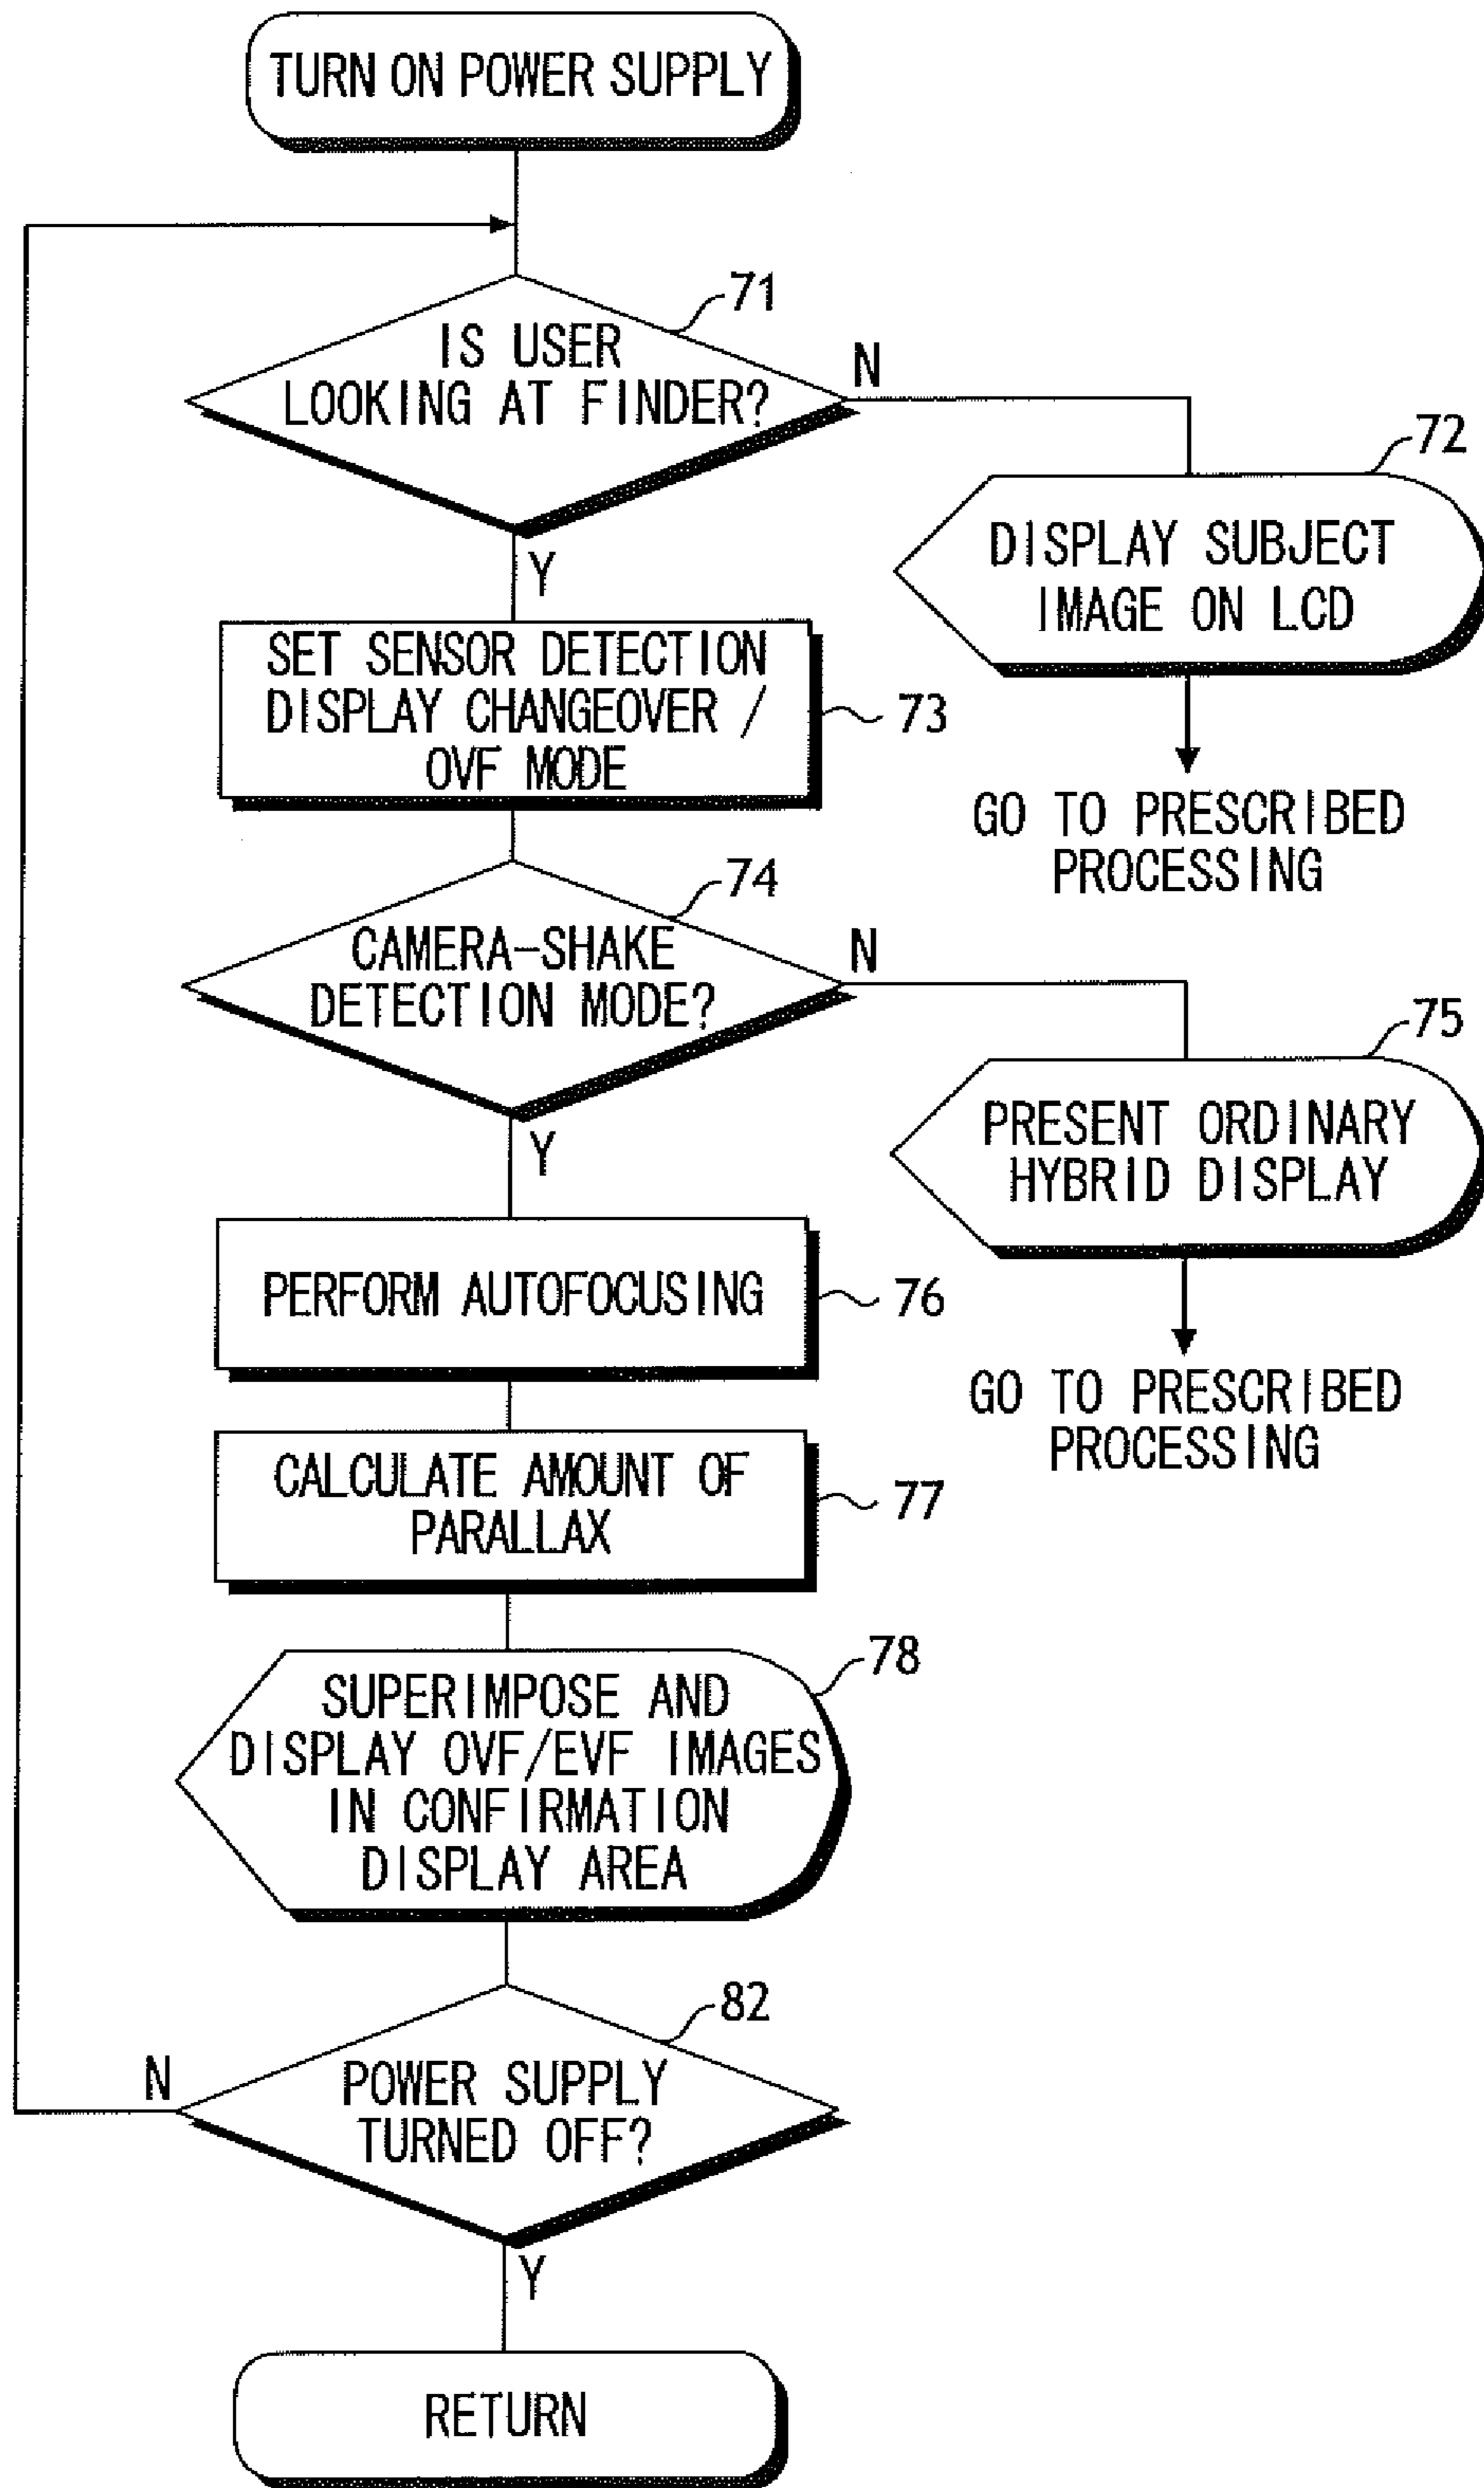 TURN ON POWER SUPPLY
71
IS USER
LOOKING AT FINDER?
N
Y
72
DISPLAY SUBJECT
IMAGE ON LCD
GO TO PRESCRIBED
PROCESSING
SET SENSOR DETECTION
DISPLAY CHANGEOVER /
OVF MODE
73
74
CAMERA-SHAKE
DETECTION MODE?
N
Y
75
PRESENT ORDINARY
HYBRID DISPLAY
GO TO PRESCRIBED
PROCESSING
PERFORM AUTOFOCUSING
76
CALCULATE AMOUNT OF
PARALLAX
77
78
SUPERIMPOSE AND
DISPLAY OVF/EVF IMAGES
IN CONFIRMATION
DISPLAY AREA
82
N
POWER SUPPLY
TURNED OFF?
Y
RETURN